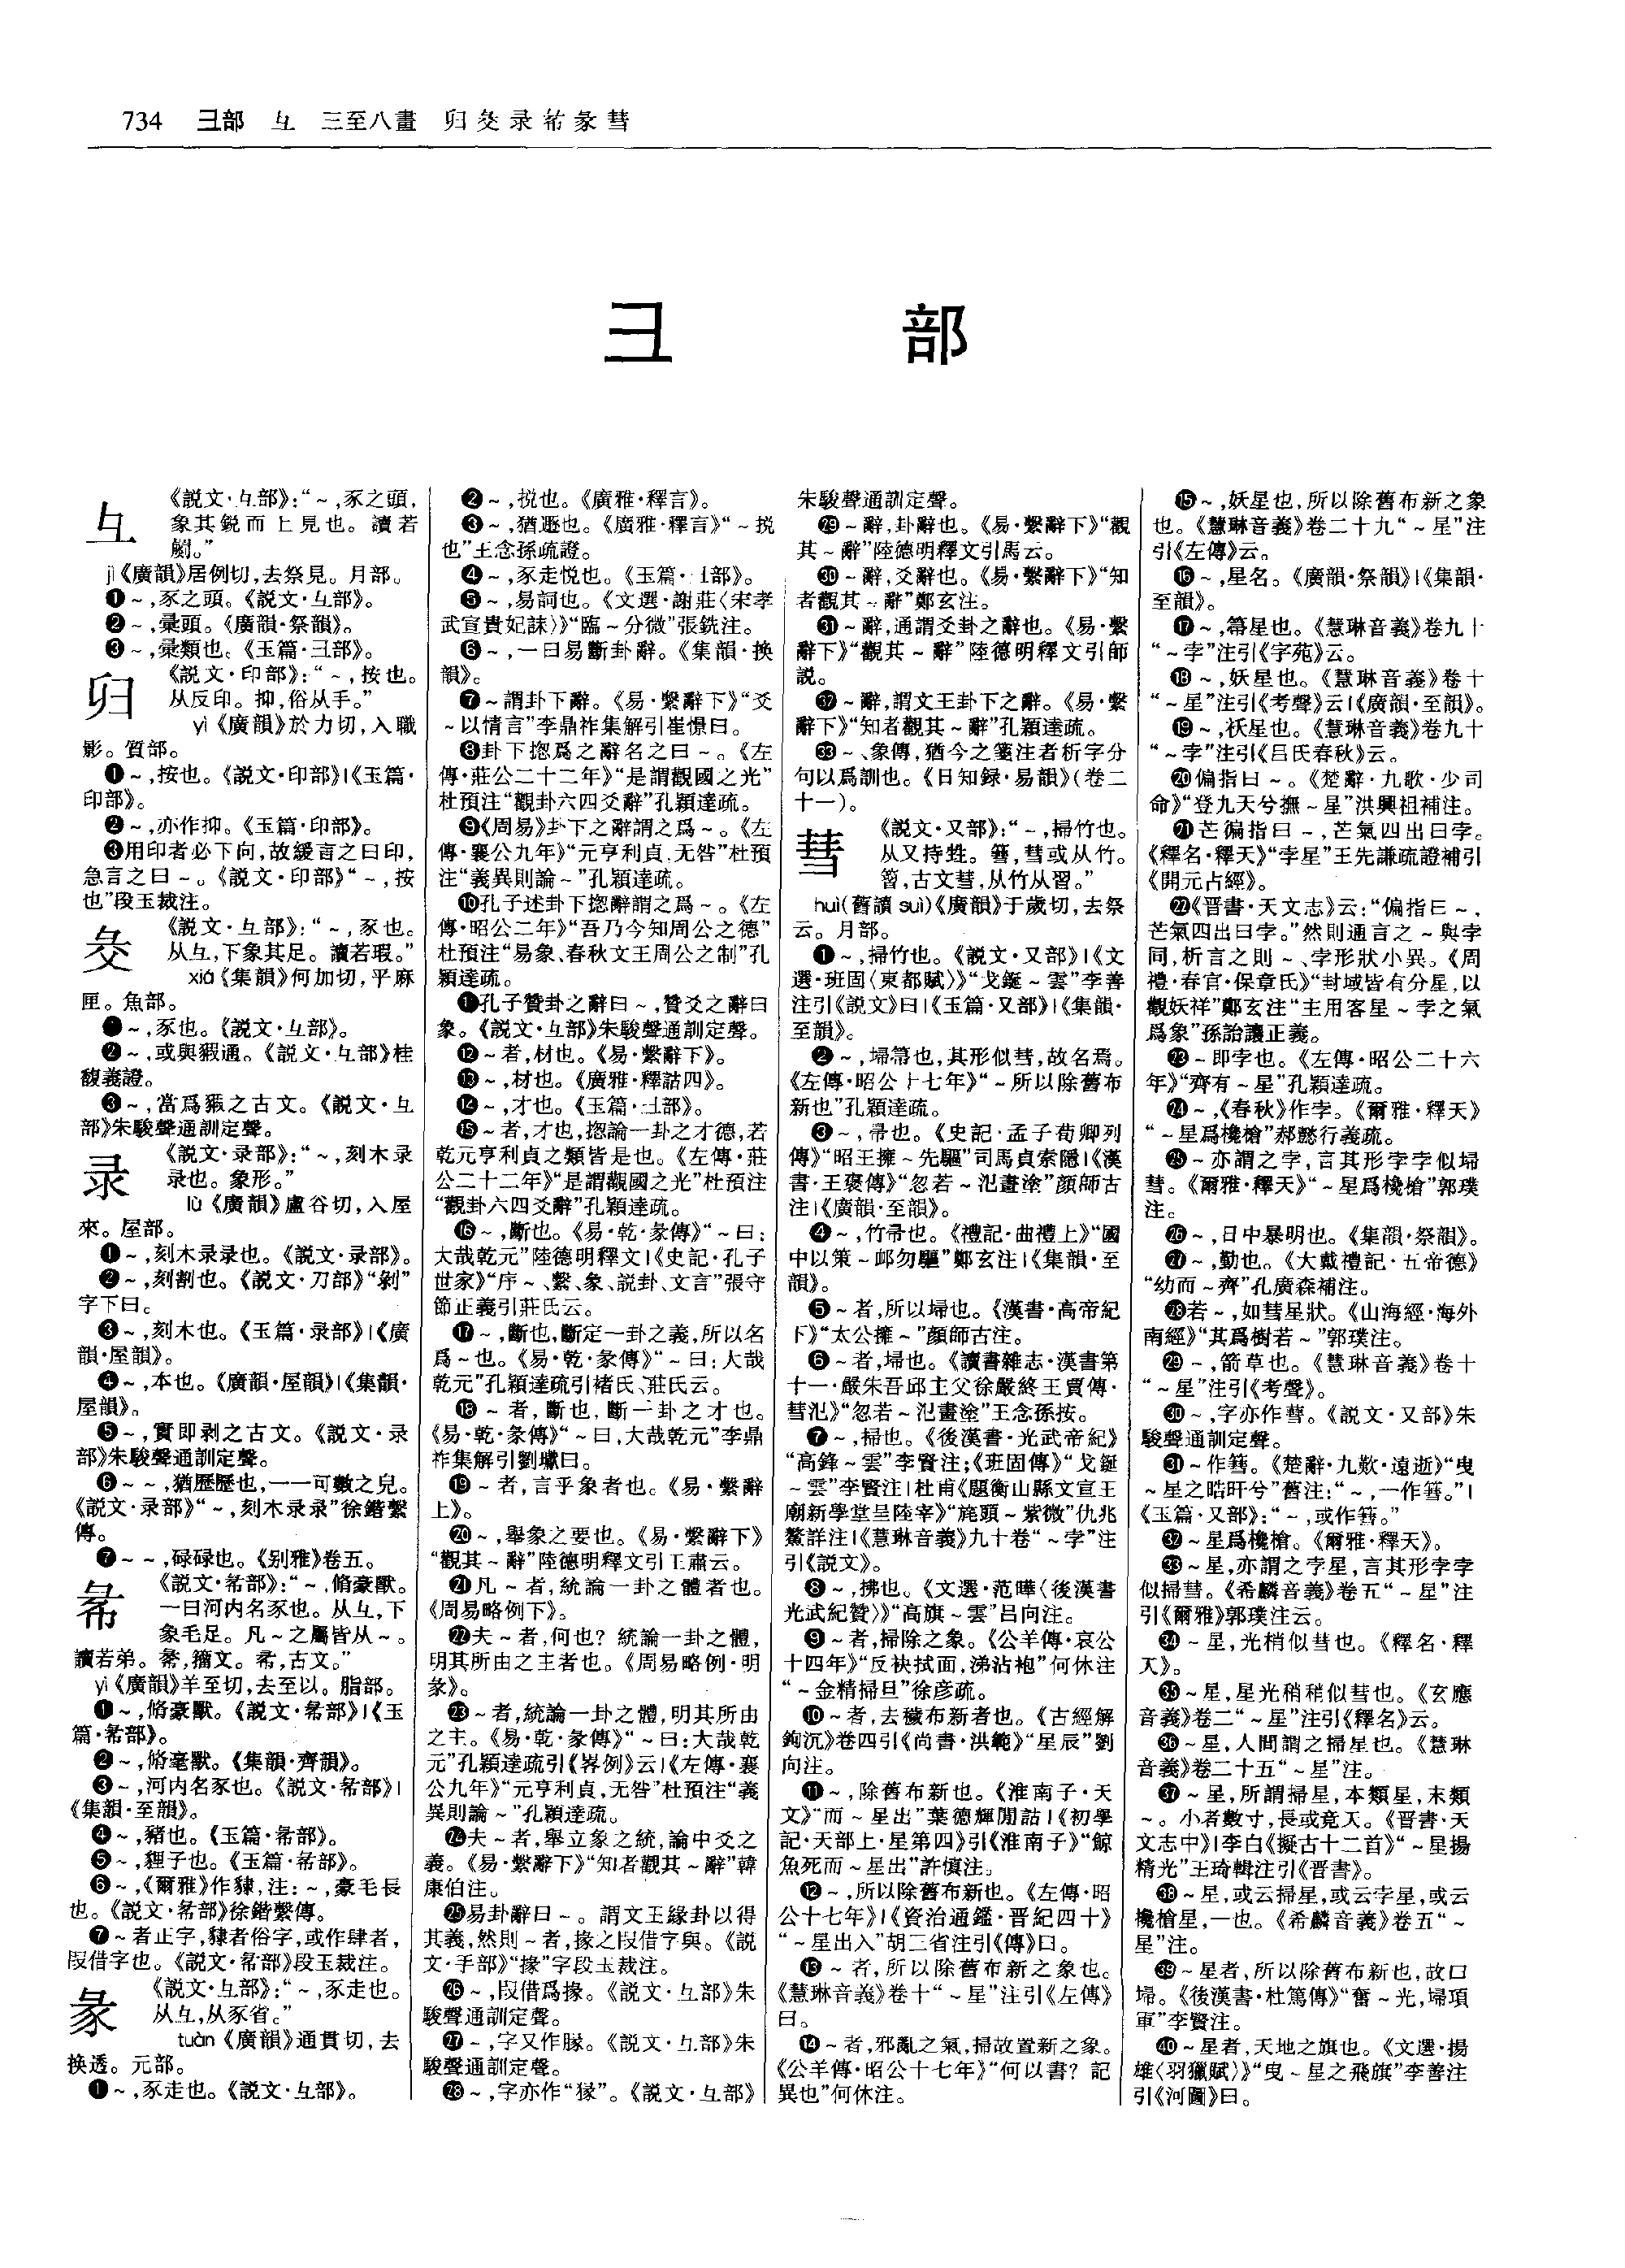 734 彐部 彑 三至八畫 𠨔㕠录㣇彖彗
彐 部
彑
《説文·彑部》:“～,豕之頭,
象其鋭而上見也。讀若
罽。”
jì《廣韻》居例切,去祭見。月部。
❶～,豕之頭。《説文·彑部》。
❷～,彙頭。《廣韻·祭韻》。
❸～,彙類也。《玉篇·彐部》。
《説文·印部》:“～,按也。
从反印。抑,俗从手。”
yì《廣韻》於力切,入職
影。質部。
❶～,按也。《説文·印部》|《玉篇·
印部》。
❷～,亦作抑。《玉篇·印部》。
❸用印者必下向,故緩言之曰印,
急言之曰～。《説文·印部》“～,按
也”段玉裁注。
《説文·彑部》:“～,豕也。
从彑,下象其足。讀若瑕。”
xiá《集韻》何加切,平麻
匣。魚部。
❶～,豕也。《説文·彑部》。
❷～,或與豭通。《説文·彑部》桂
馥義證。
❸～,當爲豭之古文。《説文·彑
部》朱駿聲通訓定聲。
录
《説文·录部》:“～,刻木录
录也。象形。”
lù《廣韻》盧谷切,入屋
來。屋部。
❶～,刻木录录也。《説文·录部》。
❷～,刻割也。《説文·刀部》“剝”
字下曰。
❸～,刻木也。《玉篇·录部》|《廣
韻·屋韻》。
❹～,本也。《廣韻·屋韻》|《集韻·
屋韻》。
❺～,實即剥之古文。《説文·录
部》朱駿聲通訓定聲。
❻～～,猶歷歷也,一一可數之皃。
《説文·录部》“～,刻木录录”徐鍇繫
傳。
❼～～,碌碌也。《别雅》卷五。
㣇
《説文·㣇部》:“～,脩豪獸。
一曰河内名豕也。从彑,下
象毛足。凡～之屬皆从～。
讀若弟。,籀文。,古文。”
yì《廣韻》羊至切,去至以。脂部。
❶～,脩豪獸。《説文·㣇部》|《玉
篇·㣇部》。
❷～,脩毫獸。《集韻·齊韻》。
❸～,河内名豕也。《説文·㣇部》|
《集韻·至韻》。
❹～,豬也。《玉篇·㣇部》。
❺～,貍子也。《玉篇·㣇部》。
❻～,《爾雅》作貄,注:～,豪毛長
也。《説文·㣇部》徐鍇繫傳。
❼～者正字,貄者俗字,或作肆者,
叚借字也。《説文·㣇部》段玉裁注。
彖
《説文·彑部》:“～,豕走也。
从彑,从豕省。”
tuàn《廣韻》通貫切,去
换透。元部。
❶～,豕走也。《説文·彑部》。
❷～,捝也。《廣雅·釋言》。
❸～,猶遯也。《廣雅·釋言》“～捝
也”王念孫疏證。
❹～,豕走悦也。《玉篇·彑部》。
❺～,易詞也。《文選·謝莊〈宋孝
武宣貴妃誄〉》“臨～分微”張銑注。
❻～,一曰易斷卦辭。《集韻·换
韻》。
❼～謂卦下辭。《易·繫辭下》“爻
～以情言”李鼎祚集解引崔憬曰。
❽卦下揔爲之辭名之曰～。《左
傳·莊公二十二年》“是謂觀國之光”
杜預注“觀卦六四爻辭”孔穎達疏。
❾《周易》卦下之辭謂之爲～。《左
傳·襄公九年》“元亨利貞,无咎”杜預
注“義異則論～”孔穎達疏。
❿孔子述卦下揔辭謂之爲～。《左
傳·昭公二年》“吾乃今知周公之德”
杜預注“易象、春秋文王周公之制”孔
穎達疏。
⓫孔子贊卦之辭曰～,贊爻之辭曰
象。《説文·彑部》朱駿聲通訓定聲。
⓬～者,材也。《易·繫辭下》。
⓭～,材也。《廣雅·釋詁四》。
⓮～,才也。《玉篇·彑部》。
⓯～者,才也,揔論一卦之才德,若
乾元亨利貞之類皆是也。《左傳·莊
公二十二年》“是謂觀國之光”杜預注
“觀卦六四爻辭”孔穎達疏。
⓰～,斷也。《易·乾·彖傳》“～曰:
大哉乾元”陸德明釋文|《史記·孔子
世家》“序～、繫、象、説卦、文言”張守
節正義引莊氏云。
⓱～,斷也,斷定一卦之義,所以名
爲～也。《易·乾·彖傳》“～曰:大哉
乾元”孔穎達疏引褚氏、莊氏云。
⓲～者,斷也,斷一卦之才也。
《易·乾·彖傳》“～曰,大哉乾元”李鼎
祚集解引劉瓛曰。
⓳～者,言乎象者也。《易·繫辭
上》。
⓴～,舉象之要也。《易·繫辭下》
“觀其～辭”陸德明釋文引王肅云。
㉑凡～者,統論一卦之體者也。
《周易略例下》。
㉒夫～者,何也?統論一卦之體,
明其所由之主者也。《周易略例·明
彖》。
㉓～者,統論一卦之體,明其所由
之主。《易·乾·彖傳》“～曰:大哉乾
元”孔穎達疏引《畧例》云|《左傳·襄
公九年》“元亨利貞,无咎”杜預注“義
異則論～”孔穎達疏。
㉔夫～者,舉立象之統,論中爻之
義。《易·繫辭下》“知者觀其～辭”韓
康伯注。
㉕易卦辭曰～。謂文王緣卦以得
其義,然則～者,掾之叚借字與。《説
文·手部》“掾”字段玉裁注。
㉖～,叚借爲掾。《説文·彑部》朱
駿聲通訓定聲。
㉗～,字又作𧰲。《説文·彑部》朱
駿聲通訓定聲。
㉘～,字亦作“猭”。《説文·彑部》
朱駿聲通訓定聲。
㉙～辭,卦辭也。《易·繫辭下》“觀
其～辭”陸德明釋文引馬云。
㉚～辭,爻辭也。《易·繫辭下》“知
者觀其～辭”鄭玄注。
㉛～辭,通謂爻卦之辭也。《易·繫
辭下》“觀其～辭”陸德明釋文引師
説。
㉜～辭,謂文王卦下之辭。《易·繫
辭下》“知者觀其～辭”孔穎達疏。
㉝～、象傳,猶今之箋注者析字分
句以爲訓也。《日知録·易韻》(卷二
十一)。
彗
《説文·又部》:“～,掃竹也。
从又持甡。篲,彗或从竹。
䈅,古文彗,从竹从習。”
huì(舊讀suì)《廣韻》于歲切,去祭
云。月部。
❶～,掃竹也。《説文·又部》|《文
選·班固〈東都賦〉》“戈鋋～雲”李善
注引《説文》曰|《玉篇·又部》|《集韻·
至韻》。
❷～,埽箒也,其形似彗,故名焉。
《左傳·昭公十七年》“～所以除舊布
新也”孔穎達疏。
❸～,帚也。《史記·孟子荀卿列
傳》“昭王擁～先驅”司馬貞索隱|《漢
書·王褒傳》“忽若～氾畫塗”顔師古
注|《廣韻·至韻》。
❹～,竹帚也。《禮記·曲禮上》“國
中以策～卹勿驅”鄭玄注|《集韻·至
韻》。
❺～者,所以埽也。《漢書·高帝紀
下》“太公擁～”顔師古注。
❻～者,埽也。《讀書雜志·漢書第
十一·嚴朱吾邱主父徐嚴終王賈傳·
彗氾》“忽若～氾畫塗”王念孫按。
❼～,掃也。《後漢書·光武帝紀》
“高鋒～雲”李賢注;《班固傳》“戈鋋
～雲”李賢注|杜甫《題衡山縣文宣王
廟新學堂呈陸宰》“旄頭～紫微”仇兆
鰲詳注|《慧琳音義》九十卷“～字”注
引《説文》。
❽～,拂也。《文選·范曄〈後漢書
光武紀贊〉》“高旗～雲”吕向注。
❾～者,掃除之象。《公羊傳·哀公
十四年》“反袂拭面,涕沾袍”何休注
“～金精掃旦”徐彦疏。
❿～者,去穢布新者也。《古經解
鉤沉》卷四引《尚書·洪範》“星辰”劉
向注。
⓫～,除舊布新也。《淮南子·天
文》“而～星出”葉德輝閒詁|《初學
記·天部上·星第四》引《淮南子》“鯨
魚死而～星出”許慎注。
⓬～,所以除舊布新也。《左傳·昭
公十七年》|《資治通鑑·晋紀四十》
“～星出入”胡三省注引《傳》曰。
⓭～者,所以除舊布新之象也。
《慧琳音義》卷十“～星”注引《左傳》
曰。
⓮～者,邪亂之氣,掃故置新之象。
《公羊傳·昭公十七年》“何以書?記
異也”何休注。
⓯～,妖星也,所以除舊布新之象
也。《慧琳音義》卷二十九“～星”注
引《左傳》云。
⓰～,星名。《廣韻·祭韻》|《集韻·
至韻》。
⓱～,箒星也。《慧琳音義》卷九十
“～孛”注引《字苑》云。
⓲～,妖星也。《慧琳音義》卷十
“～星”注引《考聲》云|《廣韻·至韻》。
⓳～,祅星也。《慧琳音義》卷九十
“～孛”注引《吕氏春秋》云。
⓴偏指曰～。《楚辭·九歌·少司
命》“登九天兮撫～星”洪興祖補注。
㉑芒偏指曰～,芒氣四出曰孛。
《釋名·釋天》“孛星”王先謙疏證補引
《開元占經》。
㉒《晋書·天文志》云:“偏指曰～,
芒氣四出曰孛。”然則通言之～與孛
同,析言之則～、孛形狀小異。《周
禮·春官·保章氏》“封域皆有分星,以
觀妖祥”鄭玄注“主用客星～孛之氣
爲象”孫詒讓正義。
㉓～即孛也。《左傳·昭公二十六
年》“齊有～星”孔穎達疏。
㉔～,《春秋》作孛。《爾雅·釋天》
“～星爲欃槍”郝懿行義疏。
㉕～亦謂之孛,言其形孛孛似埽
彗。《爾雅·釋天》“～星爲欃槍”郭璞
注。
㉖～,日中暴明也。《集韻·祭韻》。
㉗～,勤也。《大戴禮記·五帝德》
“幼而～齊”孔廣森補注。
㉘若～,如彗星狀。《山海經·海外
南經》“其爲樹若～”郭璞注。
㉙～,箭草也。《慧琳音義》卷十
“～星”注引《考聲》。
㉚～,字亦作䔒。《説文·又部》朱
駿聲通訓定聲。
㉛～作篲。《楚辭·九歎·遠逝》“曳
～星之晧旰兮”舊注:“～,一作篲。”|
《玉篇·又部》:“～,或作篲。”
㉜～星爲欃槍。《爾雅·釋天》。
㉝～星,亦謂之孛星,言其形孛孛
似掃彗。《希麟音義》卷五“～星”注
引《爾雅》郭璞注云。
㉞～星,光梢似彗也。《釋名·釋
天》。
㉟～星,星光稍稍似彗也。《玄應
音義》卷二“～星”注引《釋名》云。
㊱～星,人間謂之掃星也。《慧琳
音義》卷二十五“～星”注。
㊲～星,所謂掃星,本類星,末類
～。小者數寸,長或竟天。《晋書·天
文志中》|李白《擬古十二首》“～星揚
精光”王琦輯注引《晋書》。
㊳～星,或云掃星,或云孛星,或云
欃槍星,一也。《希麟音義》卷五“～
星”注。
㊴～星者,所以除舊布新也,故曰
埽。《後漢書·杜篤傳》“奮～光,埽項
軍”李賢注。
㊵～星者,天地之旗也。《文選·揚
雄〈羽獵賦〉》“曳～星之飛旗”李善注
引《河圖》曰。